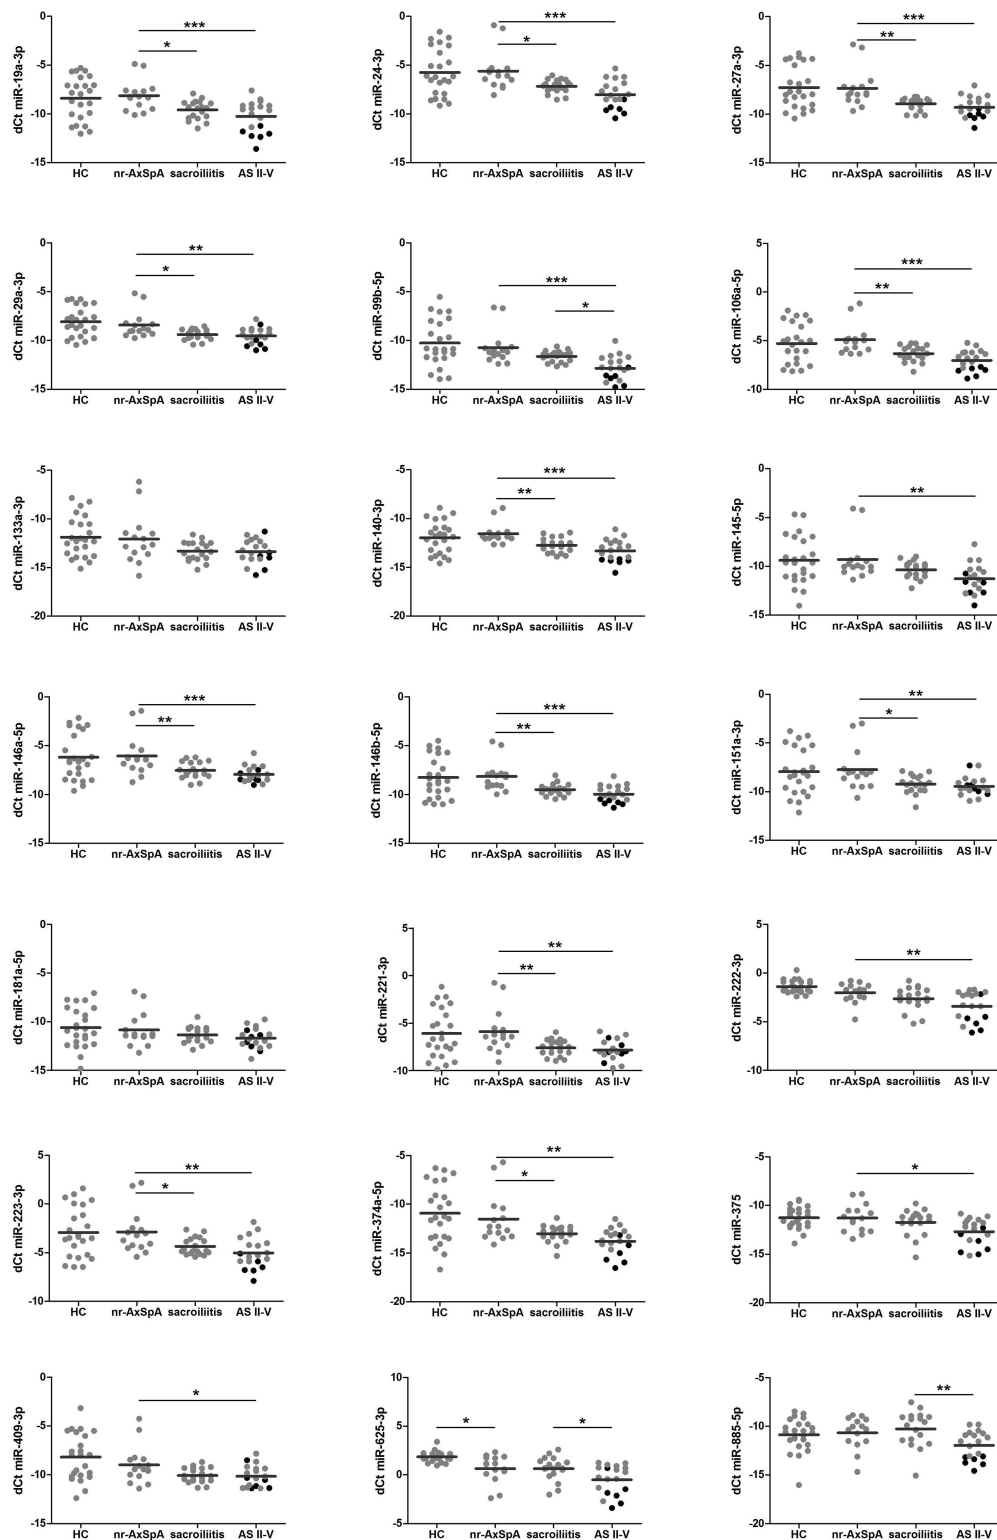 0
-5
-10
-15
dCt miR-19a-3p
***
*
HC nr-AxSpA sacroiliitis AS II-V
0
-5
-10
-15
dCt miR-24-3p
***
*
HC nr-AxSpA sacroiliitis AS II-V
0
-5
-10
-15
dCt miR-27a-3p
***
**
HC nr-AxSpA sacroiliitis AS II-V
0
-5
-10
-15
dCt miR-29a-3p
**
*
HC nr-AxSpA sacroiliitis AS II-V
0
-5
-10
-15
dCt miR-99b-5p
***
*
HC nr-AxSpA sacroiliitis AS II-V
5
0
-5
-10
dCt miR-106a-5p
***
**
HC nr-AxSpA sacroiliitis AS II-V
-5
-10
-15
-20
dCt miR-133a-3p
HC nr-AxSpA sacroiliitis AS II-V
-5
-10
-15
-20
dCt miR-140-3p
***
**
HC nr-AxSpA sacroiliitis AS II-V
0
-5
-10
-15
dCt miR-145-5p
**
HC nr-AxSpA sacroiliitis AS II-V
0
-5
-10
-15
dCt miR-146a-5p
***
**
HC nr-AxSpA sacroiliitis AS II-V
0
-5
-10
-15
dCt miR-146b-5p
***
**
HC nr-AxSpA sacroiliitis AS II-V
0
-5
-10
-15
dCt miR-151a-3p
**
*
HC nr-AxSpA sacroiliitis AS II-V
0
-5
-10
-15
dCt miR-181a-5p
HC nr-AxSpA sacroiliitis AS II-V
5
0
-5
-10
dCt miR-221-3p
**
**
HC nr-AxSpA sacroiliitis AS II-V
5
0
-5
-10
dCt miR-222-3p
**
HC nr-AxSpA sacroiliitis AS II-V
5
0
-5
-10
dCt miR-223-3p
**
*
HC nr-AxSpA sacroiliitis AS II-V
-5
-10
-15
-20
dCt miR-374a-5p
**
*
HC nr-AxSpA sacroiliitis AS II-V
-5
-10
-15
-20
dCt miR-375
*
HC nr-AxSpA sacroiliitis AS II-V
0
-5
-10
-15
dCt miR-409-3p
*
HC nr-AxSpA sacroiliitis AS II-V
10
5
0
-5
dCt miR-625-3p
*
*
HC nr-AxSpA sacroiliitis AS II-V
-5
-10
-15
-20
dCt miR-885-5p
**
HC nr-AxSpA sacroiliitis AS II-V